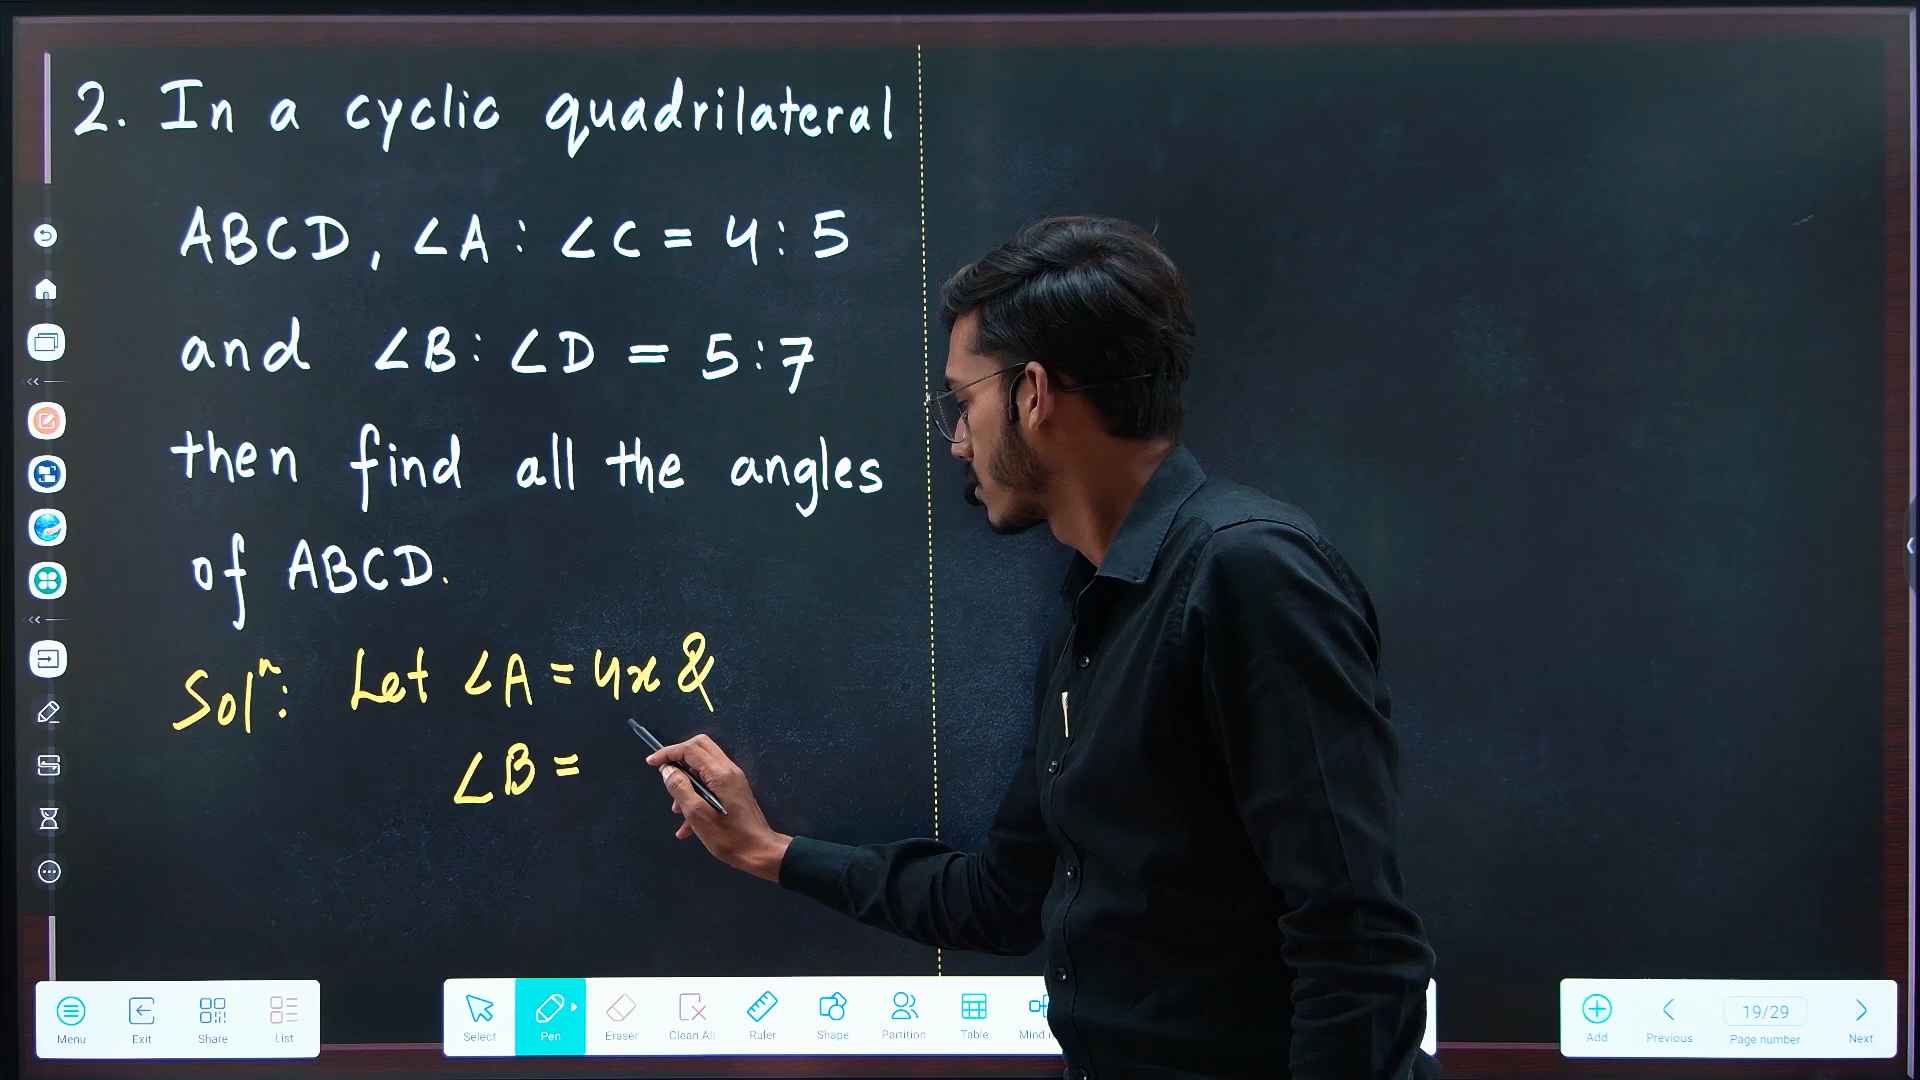 2. In a cyclic quadrilateral
ABCD, ∠A : ∠C = 4 : 5
and ∠B : ∠D = 5 : 7
then find all the angles
of ABCD.
Solⁿ: Let ∠A = 4x &
∠B =
Menu
Exit
Share
List
Select
Pen
Eraser
Clean All
Ruler
Shape
Partition
Table
Mind
Add
Previous
19/29
Page number
Next